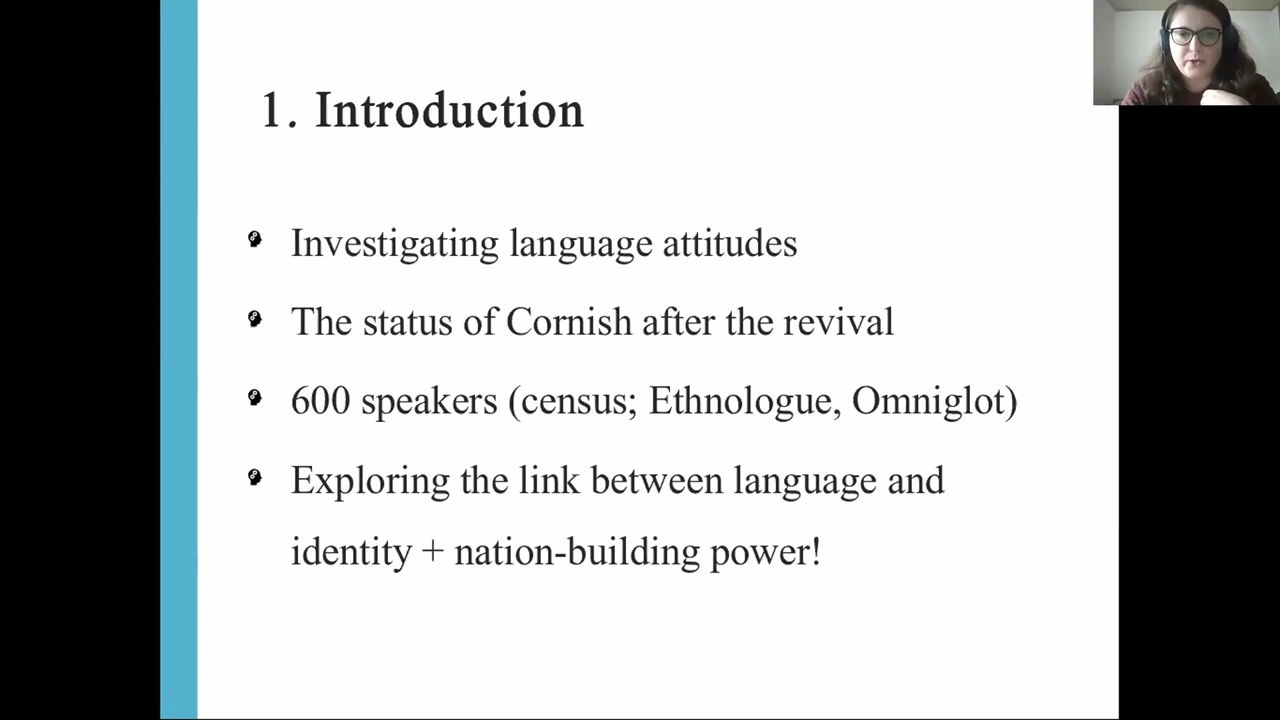 1. Introduction
Investigating language attitudes
The status of Cornish after the revival
600 speakers (census; Ethnologue, Omniglot)
Exploring the link between language and
identity + nation-building power!